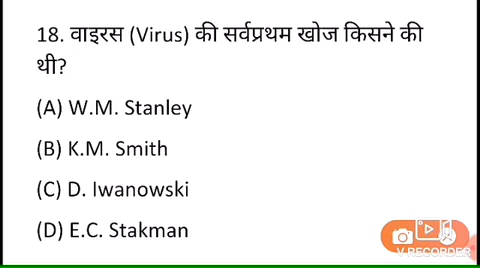 18. वाइरस (Virus) की सर्वप्रथम खोज किसने की
थी?
(A) W.M. Stanley
(B) K.M. Smith
(C) D. Iwanowski
(D) E.C. Stakman
V RECORDER